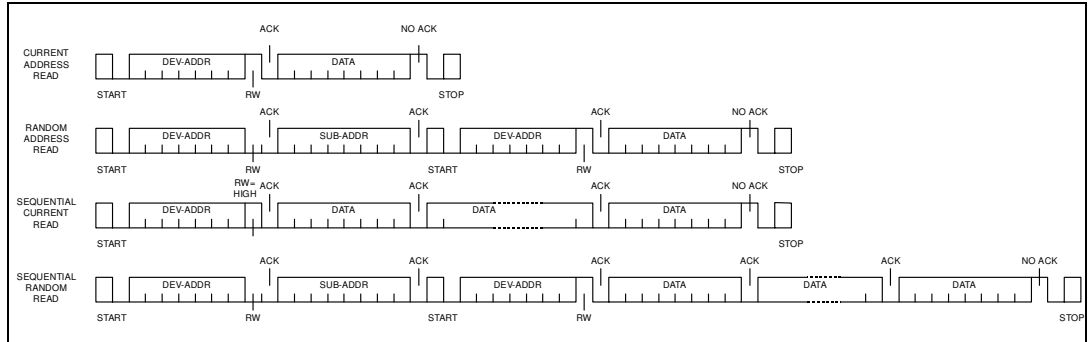 ACK NO ACK
CURRENT
ADDRESS
READ
DEV-ADDR DATA
START RW STOP
ACK ACK ACK NO ACK
RANDOM
ADDRESS
READ
DEV-ADDR SUB-ADDR DEV-ADDR DATA
START RW START RW STOP
RW=
HIGH
ACK ACK ACK NO ACK
SEQUENTIAL
CURRENT
READ
DEV-ADDR DATA DATA DATA
START STOP
ACK ACK ACK ACK ACK NO ACK
SEQUENTIAL
RANDOM
READ
DEV-ADDR SUB-ADDR DEV-ADDR DATA DATA DATA
START RW START RW STOP